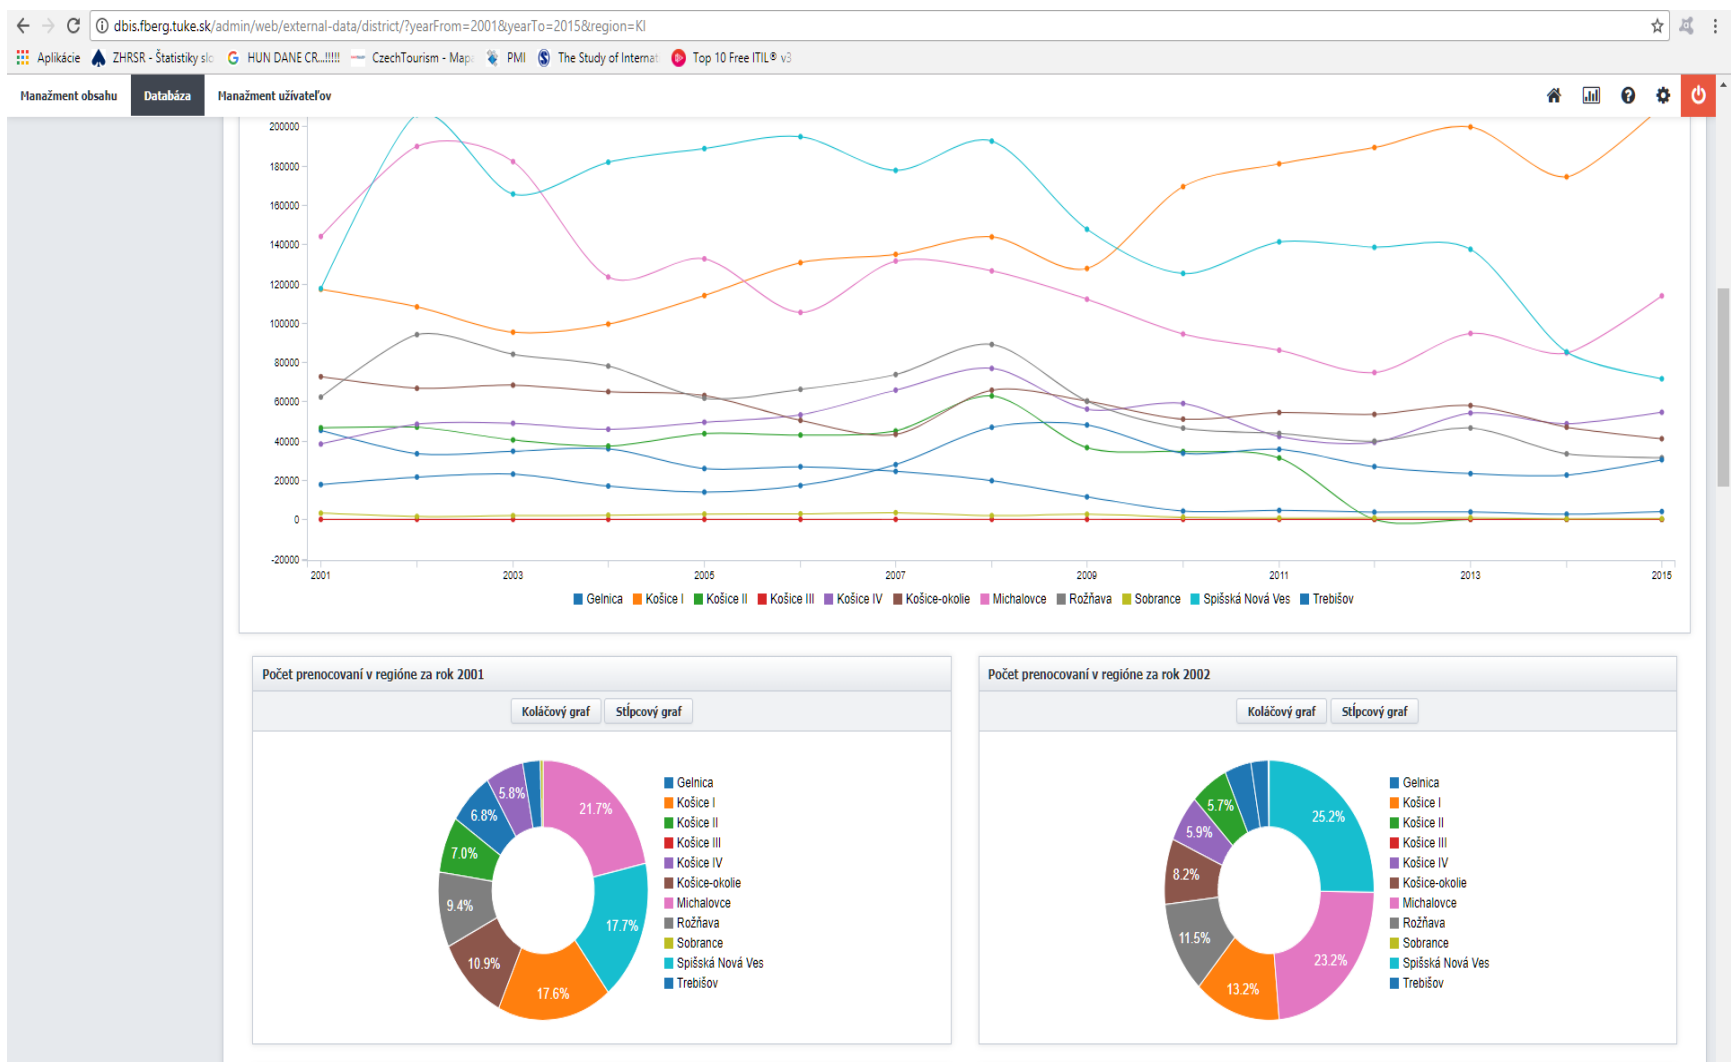 dbis.fberg.tuke.sk/admin/web/external-data/district/?yearFrom=2001&yearTo=2015&region=KI
Aplikácie ZHRSR - Štatistiky slo HUN DANE CR...!!!!! CzechTourism - Map PMI The Study of Internat Top 10 Free ITIL® v3
Manažment obsahu Databáza Manažment užívateľov
200000
180000
160000
140000
120000
100000
80000
60000
40000
20000
0
-20000
2001 2003 2005 2007 2009 2011 2013 2015
Gelnica Košice I Košice II Košice III Košice IV Košice-okolie Michalovce Rožňava Sobrance Spišská Nová Ves Trebišov
Počet prenocovaní v regióne za rok 2001
Koláčový graf Stĺpcový graf
21.7%
17.7%
17.6%
10.9%
9.4%
7.0%
6.8%
5.8%
Gelnica
Košice I
Košice II
Košice III
Košice IV
Košice-okolie
Michalovce
Rožňava
Sobrance
Spišská Nová Ves
Trebišov
Počet prenocovaní v regióne za rok 2002
Koláčový graf Stĺpcový graf
25.2%
23.2%
13.2%
11.5%
8.2%
5.9%
5.7%
Gelnica
Košice I
Košice II
Košice III
Košice IV
Košice-okolie
Michalovce
Rožňava
Sobrance
Spišská Nová Ves
Trebišov